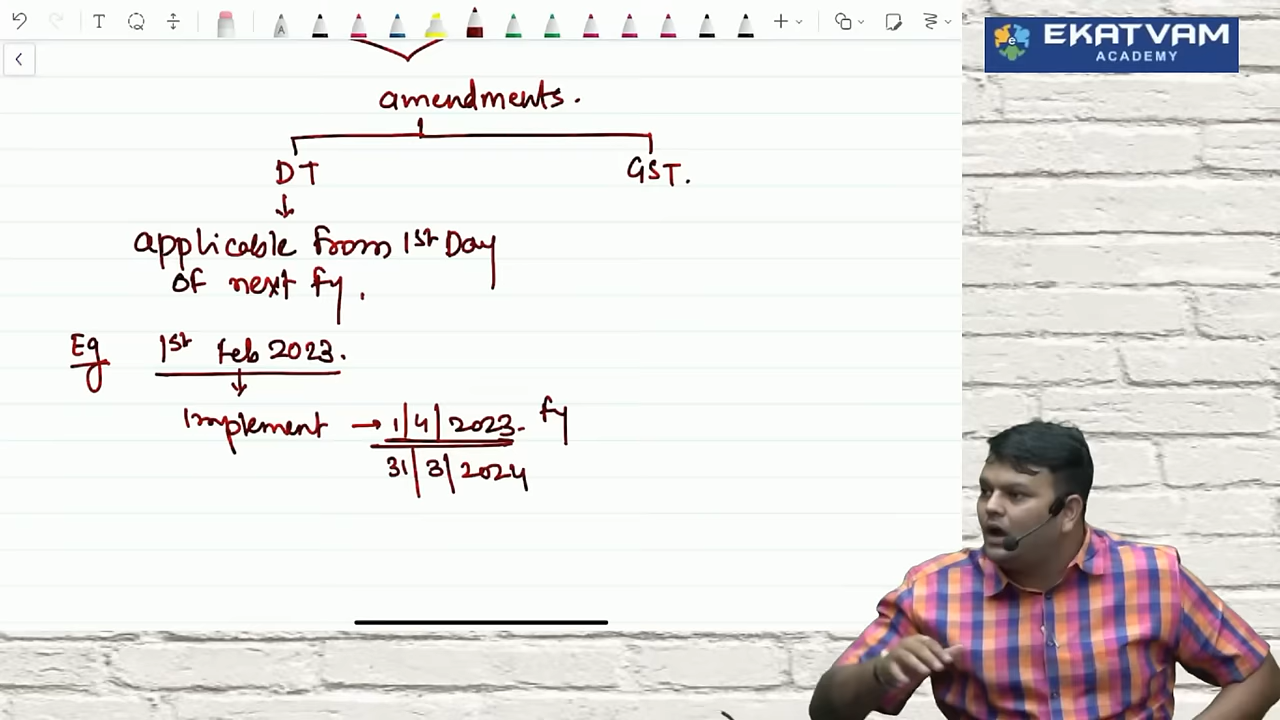 EKATVAM
ACADEMY
amendments.
DT
GST.
applicable from 1st Day
of next fy.
Eg 1st Feb 2023.
Implement → 1/4/2023. fy
31/3/2024